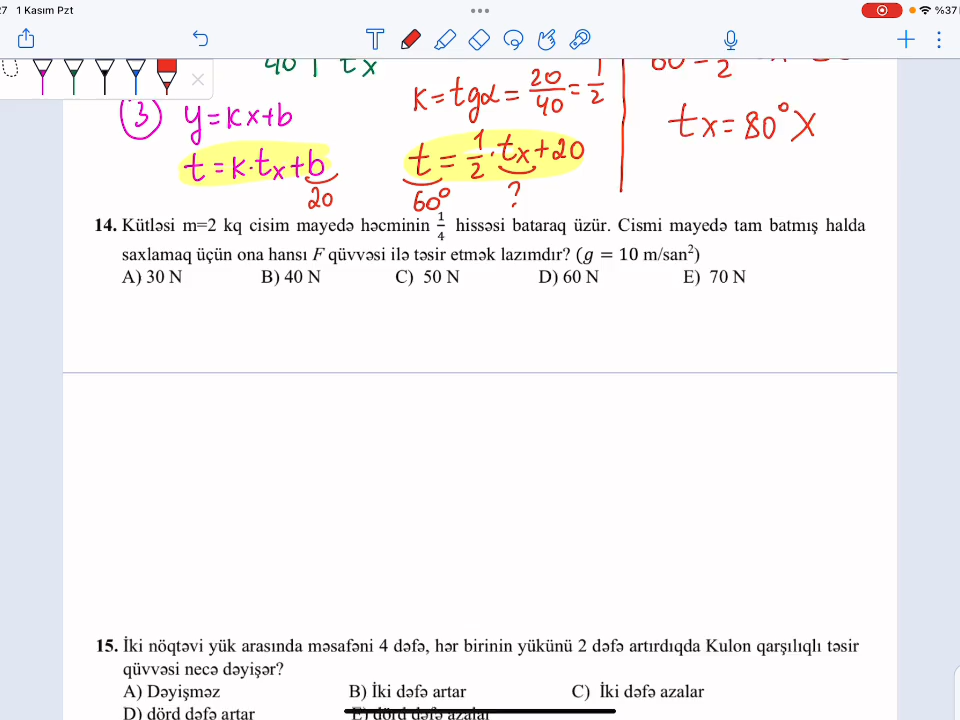 1 Kasım Pzt
%37
40 tx
K=tgα=20/40=1/2
③ y=kx+b
tx=80°
t=K·tx+b
t=1/2·tx+20
20
60°
?
14. Kütləsi m=2 kq cisim mayedə həcminin 1/4 hissəsi bataraq üzür. Cismi mayedə tam batmış halda
saxlamaq üçün ona hansı F qüvvəsi ilə təsir etmək lazımdır? (g = 10 m/san²)
A) 30 N B) 40 N C) 50 N D) 60 N E) 70 N
15. İki nöqtəvi yük arasında məsafəni 4 dəfə, hər birinin yükünü 2 dəfə artırdıqda Kulon qarşılıqlı təsir
qüvvəsi necə dəyişər?
A) Dəyişməz B) İki dəfə artar C) İki dəfə azalar
D) dörd dəfə artar E) dörd dəfə azalar